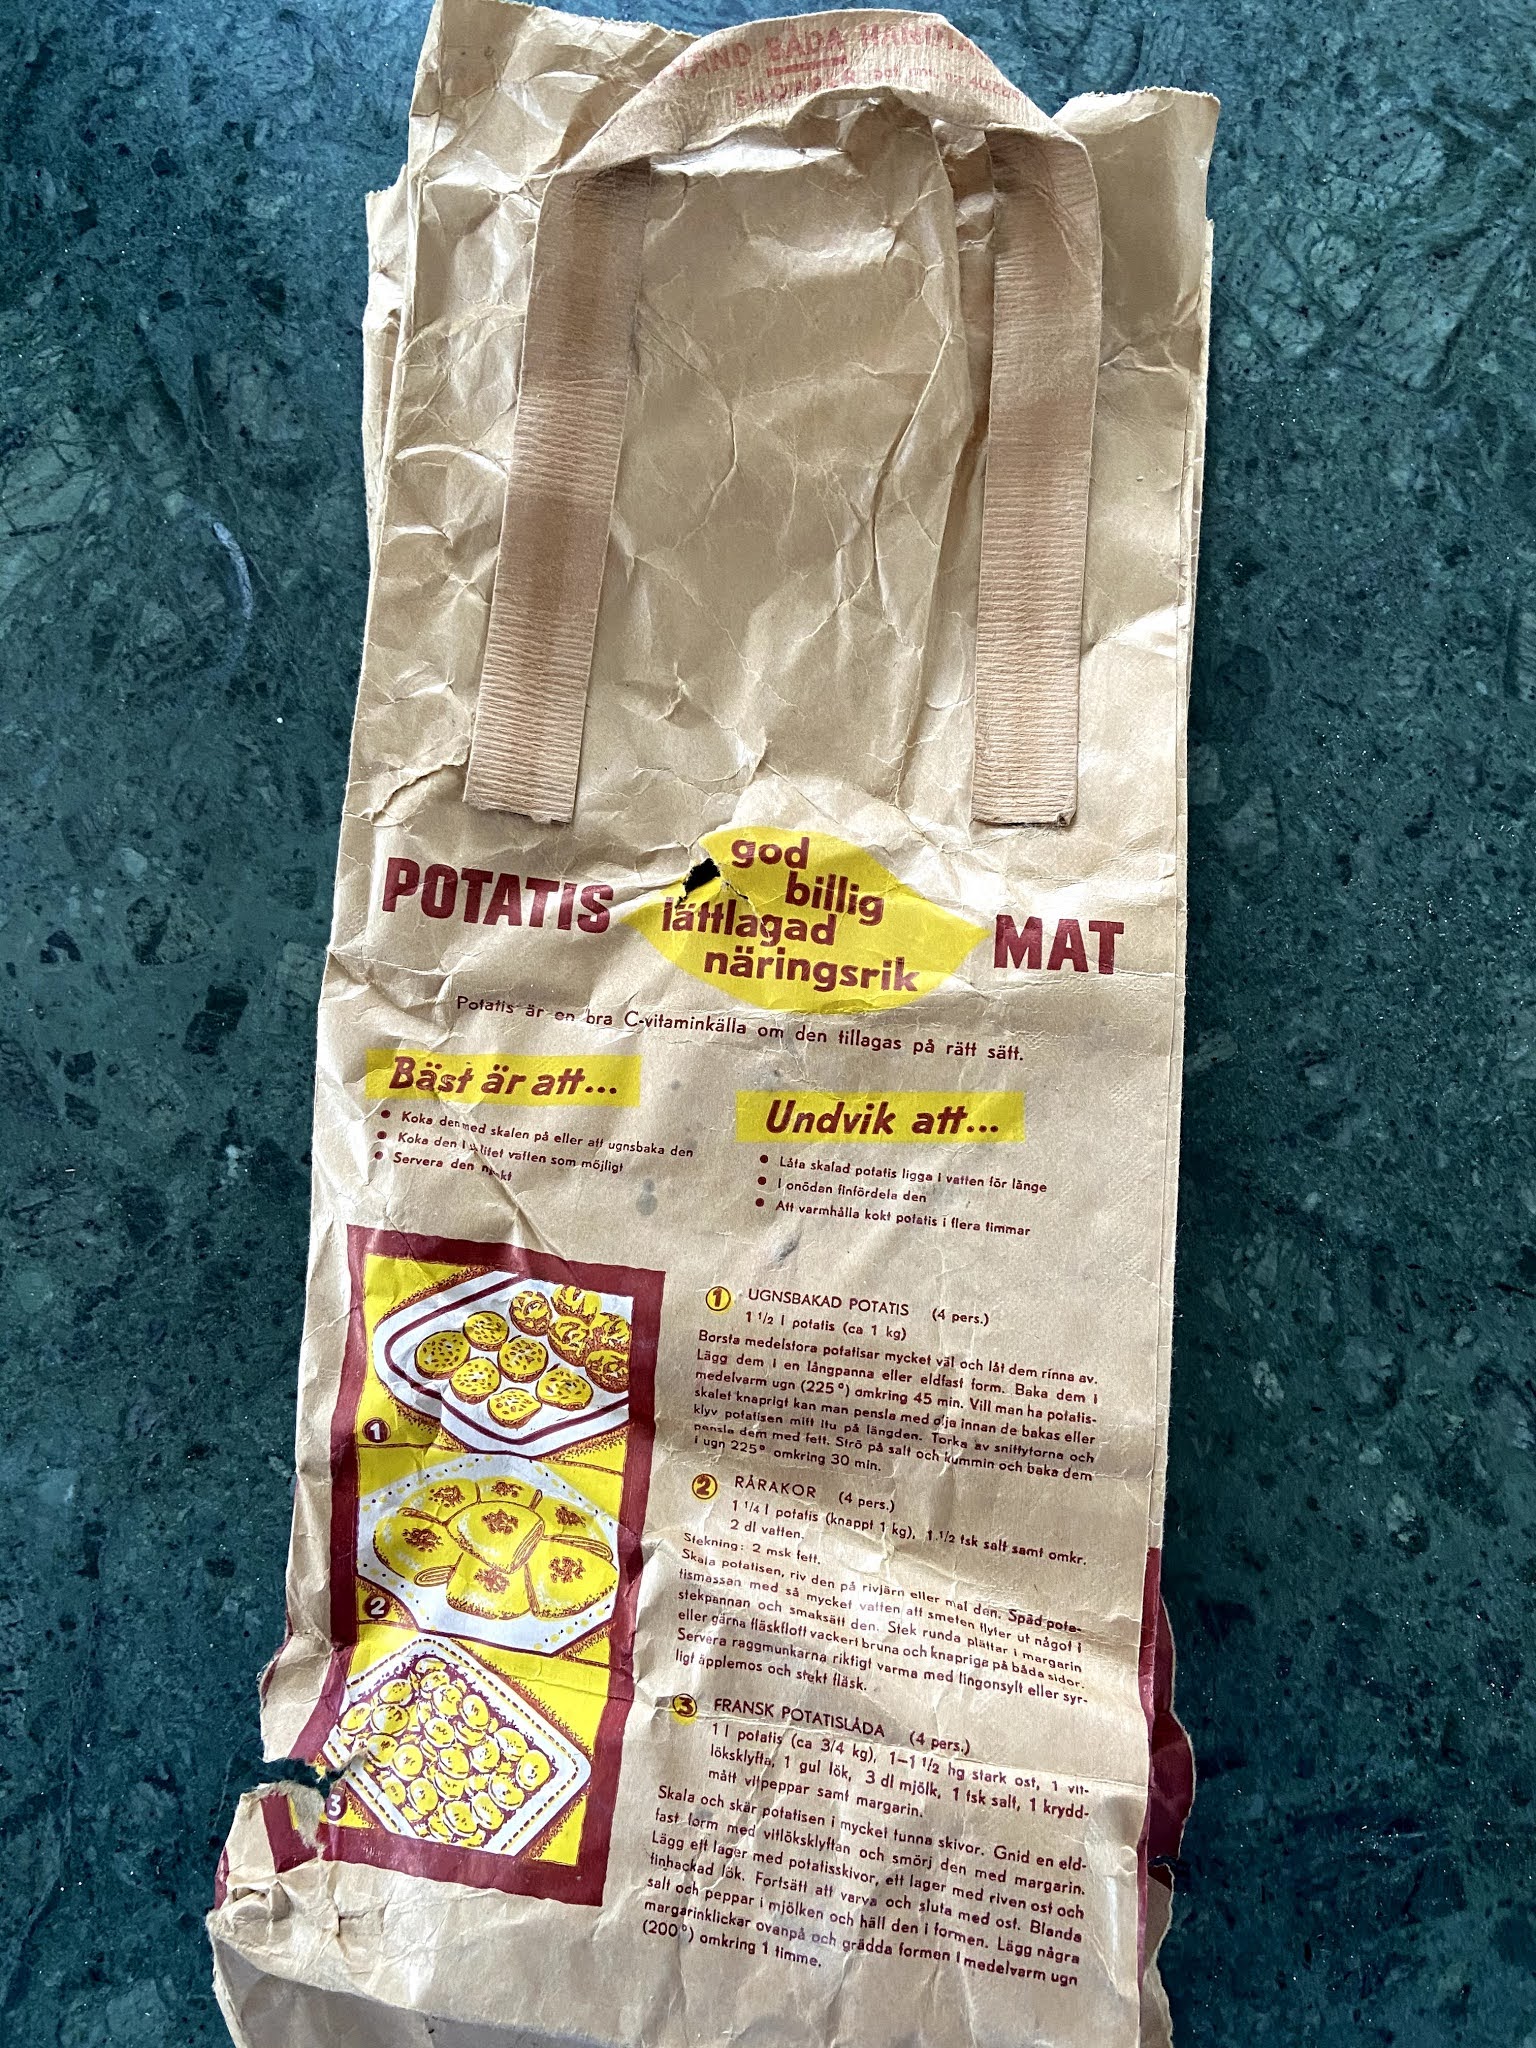 BÅDA
POTATIS
god
billig
lättlagad
näringsrik
MAT
Potatis är en bra C-vitaminkälla om den tillagas på rätt sätt.
Bäst är att...
• Koka den med skalen på eller att ugnsbaka den
• Koka den i så litet vatten som möjligt
• Servera den
Undvik att...
• Låta skalad potatis ligga i vatten för länge
• I onödan finfördela den
• Att varmhålla kokt potatis i flera timmar
1
2
3
1 UGNSBAKAD POTATIS (4 pers.)
1 1/2 l potatis (ca 1 kg)
Borsta medelstora potatisar mycket väl och låt dem rinna av.
Lägg dem i en långpanna eller eldfast form. Baka dem i
medelvarm ugn (225°) omkring 45 min. Vill man ha potatis-
skalet knaprigt kan man pensla med olja innan de bakas eller
klyv potatisen mitt itu på längden. Torka av snittytorna och
pensla dem med fett. Strö på salt och kummin och baka dem
i ugn 225° omkring 30 min.
2 RÅRAKOR (4 pers.)
1 1/4 l potatis (knappt 1 kg), 1 1/2 tsk salt samt omkr.
2 dl vatten.
Stekning: 2 msk fett.
Skala potatisen, riv den på rivjärn eller mal den. Späd pota-
tismassan med så mycket vatten att smeten flyter ut något i
stekpannan och smaksätt den. Stek runda plättar i margarin
eller gärna fläskflott vackert bruna och knapriga på båda sidor.
Servera raggmunkarna riktigt varma med lingonsylt eller syr-
ligt äpplemos och stekt fläsk.
3 FRANSK POTATISLÅDA (4 pers.)
1 l potatis (ca 3/4 kg), 1–1 1/2 hg stark ost, 1 vit-
löksklyfta, 1 gul lök, 3 dl mjölk, 1 tsk salt, 1 krydd-
mått vitpeppar samt margarin.
Skala och skär potatisen i mycket tunna skivor. Gnid en eld-
fast form med vitlöksklyftan och smörj den med margarin.
Lägg ett lager med potatisskivor, ett lager med riven ost och
finhackad lök. Fortsätt att varva och sluta med ost. Blanda
salt och peppar i mjölken och häll den i formen. Lägg några
margarinklickar ovanpå och grädda formen i medelvarm ugn
(200°) omkring 1 timme.